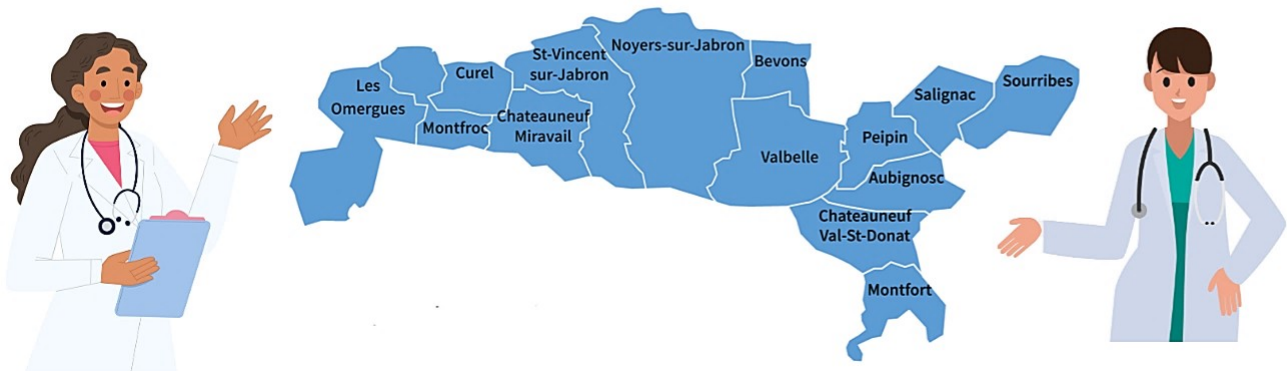 Les
Omergues
Curel
Montfroc
St-Vincent
sur-Jabron
Chateauneuf
Miravail
Noyers-sur-Jabron
Bevons
Valbelle
Peipin
Salignac
Sourribes
Aubignosc
Chateauneuf
Val-St-Donat
Montfort